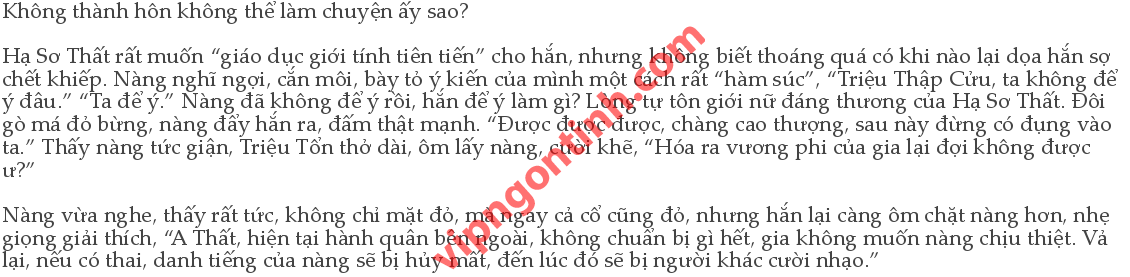 Không thành hôn không thể làm chuyện ấy sao?
Hạ Sơ Thất rất muốn “giáo dục giới tính tiên tiến” cho hắn, nhưng không biết thoáng quá có khi nào lại dọa hắn sợ
chết khiếp. Nàng nghĩ ngợi, cắn môi, bày tỏ ý kiến của mình một cách rất “hàm súc”, “Triệu Thập Cửu, ta không để
ý đâu.” “Ta để ý.” Nàng đã không để ý rồi, hắn để ý làm gì? Lòng tự tôn giới nữ đáng thương của Hạ Sơ Thất. Đôi
gò má đỏ bừng, nàng đẩy hắn ra, đấm thật mạnh. “Được được được, chàng cao thượng, sau này đừng có đụng vào
ta.” Thấy nàng tức giận, Triệu Tôn thở dài, ôm lấy nàng, cười khẽ, “Hóa ra vương phi của gia lại đợi không được
ư?”
Nàng vừa nghe, thấy rất tức, không chỉ mặt đỏ, mà ngay cả cổ cũng đỏ, nhưng hắn lại càng ôm chặt nàng hơn, nhẹ
giọng giải thích, “A Thất, hiện tại hành quân bên ngoài, không chuẩn bị gì hết, gia không muốn nàng chịu thiệt. Vả
lại, nếu có thai, danh tiếng của nàng sẽ bị hủy mất, đến lúc đó sẽ bị người khác cười nhạo.”
vipngontinh.com